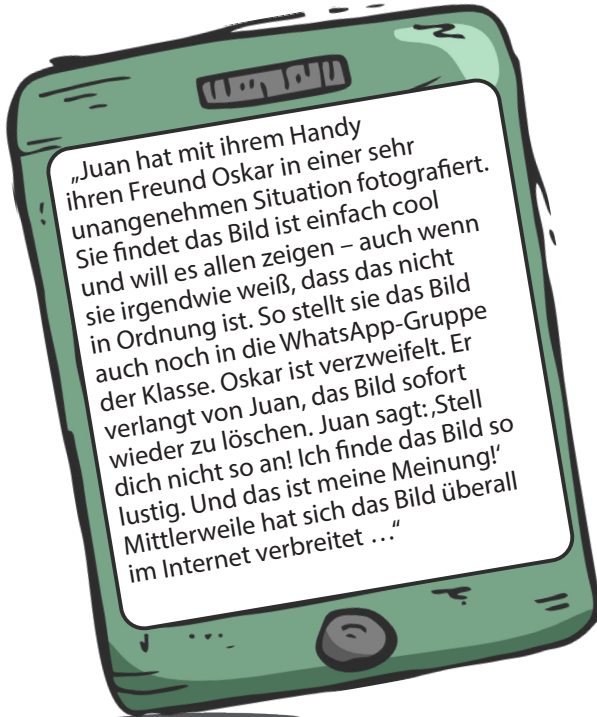 „Juan hat mit ihrem Handy
ihren Freund Oskar in einer sehr
unangenehmen Situation fotografiert.
Sie findet das Bild ist einfach cool
und will es allen zeigen – auch wenn
sie irgendwie weiß, dass das nicht
in Ordnung ist. So stellt sie das Bild
auch noch in die WhatsApp-Gruppe
der Klasse. Oskar ist verzweifelt. Er
verlangt von Juan, das Bild sofort
wieder zu löschen. Juan sagt: ‚Stell
dich nicht so an! Ich finde das Bild so
lustig. Und das ist meine Meinung!‘
Mittlerweile hat sich das Bild überall
im Internet verbreitet …“